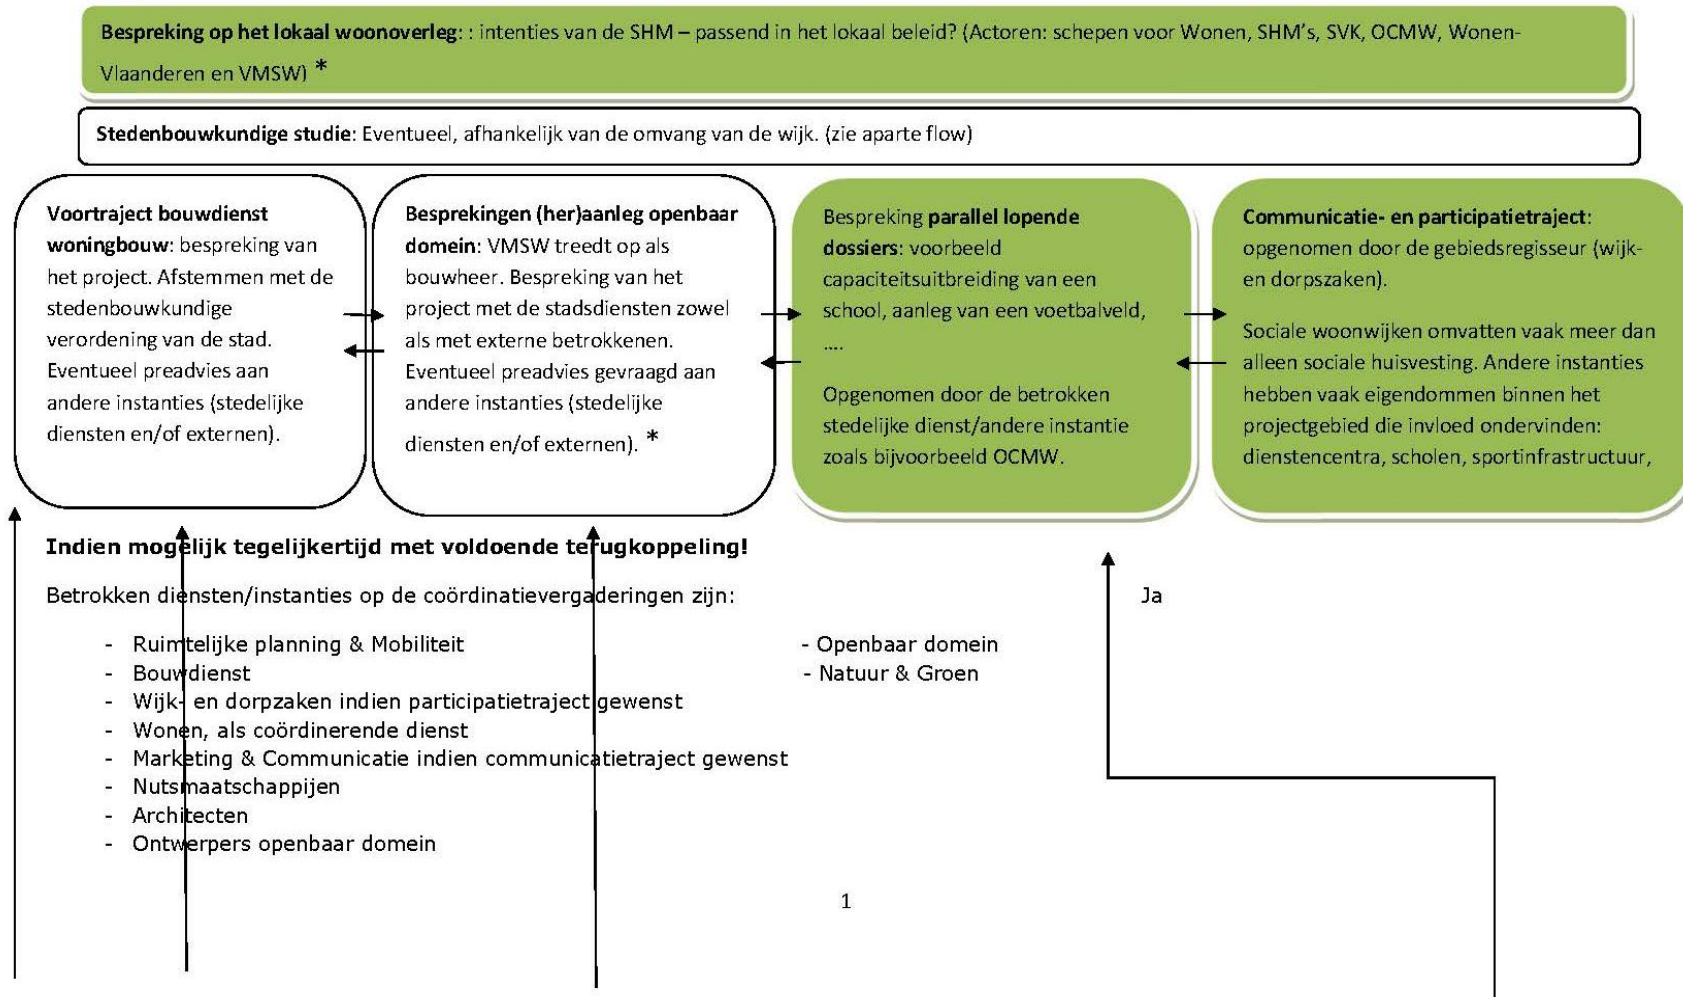 Bespreking op het lokaal woonoverleg: : intenties van de SHM – passend in het lokaal beleid? (Actoren: schepen voor Wonen, SHM's, SVK, OCMW, Wonen-
Vlaanderen en VMSW) *
Stedenbouwkundige studie: Eventueel, afhankelijk van de omvang van de wijk. (zie aparte flow)
Voortraject bouwdienst
woningbouw: bespreking van
het project. Afstemmen met de
stedenbouwkundige
verordening van de stad.
Eventueel preadvies aan
andere instanties (stedelijke
diensten en/of externen).
Besprekingen (her)aanleg openbaar
domein: VMSW treedt op als
bouwheer. Bespreking van het
project met de stadsdiensten zowel
als met externe betrokkenen.
Eventueel preadvies gevraagd aan
andere instanties (stedelijke
diensten en/of externen). *
Bespreking parallel lopende
dossiers: voorbeeld
capaciteitsuitbreiding van een
school, aanleg van een voetbalveld,
....
Opgenomen door de betrokken
stedelijke dienst/andere instantie
zoals bijvoorbeeld OCMW.
Communicatie- en participatietraject:
opgenomen door de gebiedsregisseur (wijk-
en dorpszaken).
Sociale woonwijken omvatten vaak meer dan
alleen sociale huisvesting. Andere instanties
hebben vaak eigendommen binnen het
projectgebied die invloed ondervinden:
dienstencentra, scholen, sportinfrastructuur,
Indien mogelijk tegelijkertijd met voldoende terugkoppeling!
Betrokken diensten/instanties op de coördinatievergaderingen zijn:
Ja
- Ruimtelijke planning & Mobiliteit
- Bouwdienst
- Wijk- en dorpzaken indien participatietraject gewenst
- Wonen, als coördinerende dienst
- Marketing & Communicatie indien communicatietraject gewenst
- Nutsmaatschappijen
- Architecten
- Ontwerpers openbaar domein
- Openbaar domein
- Natuur & Groen
1